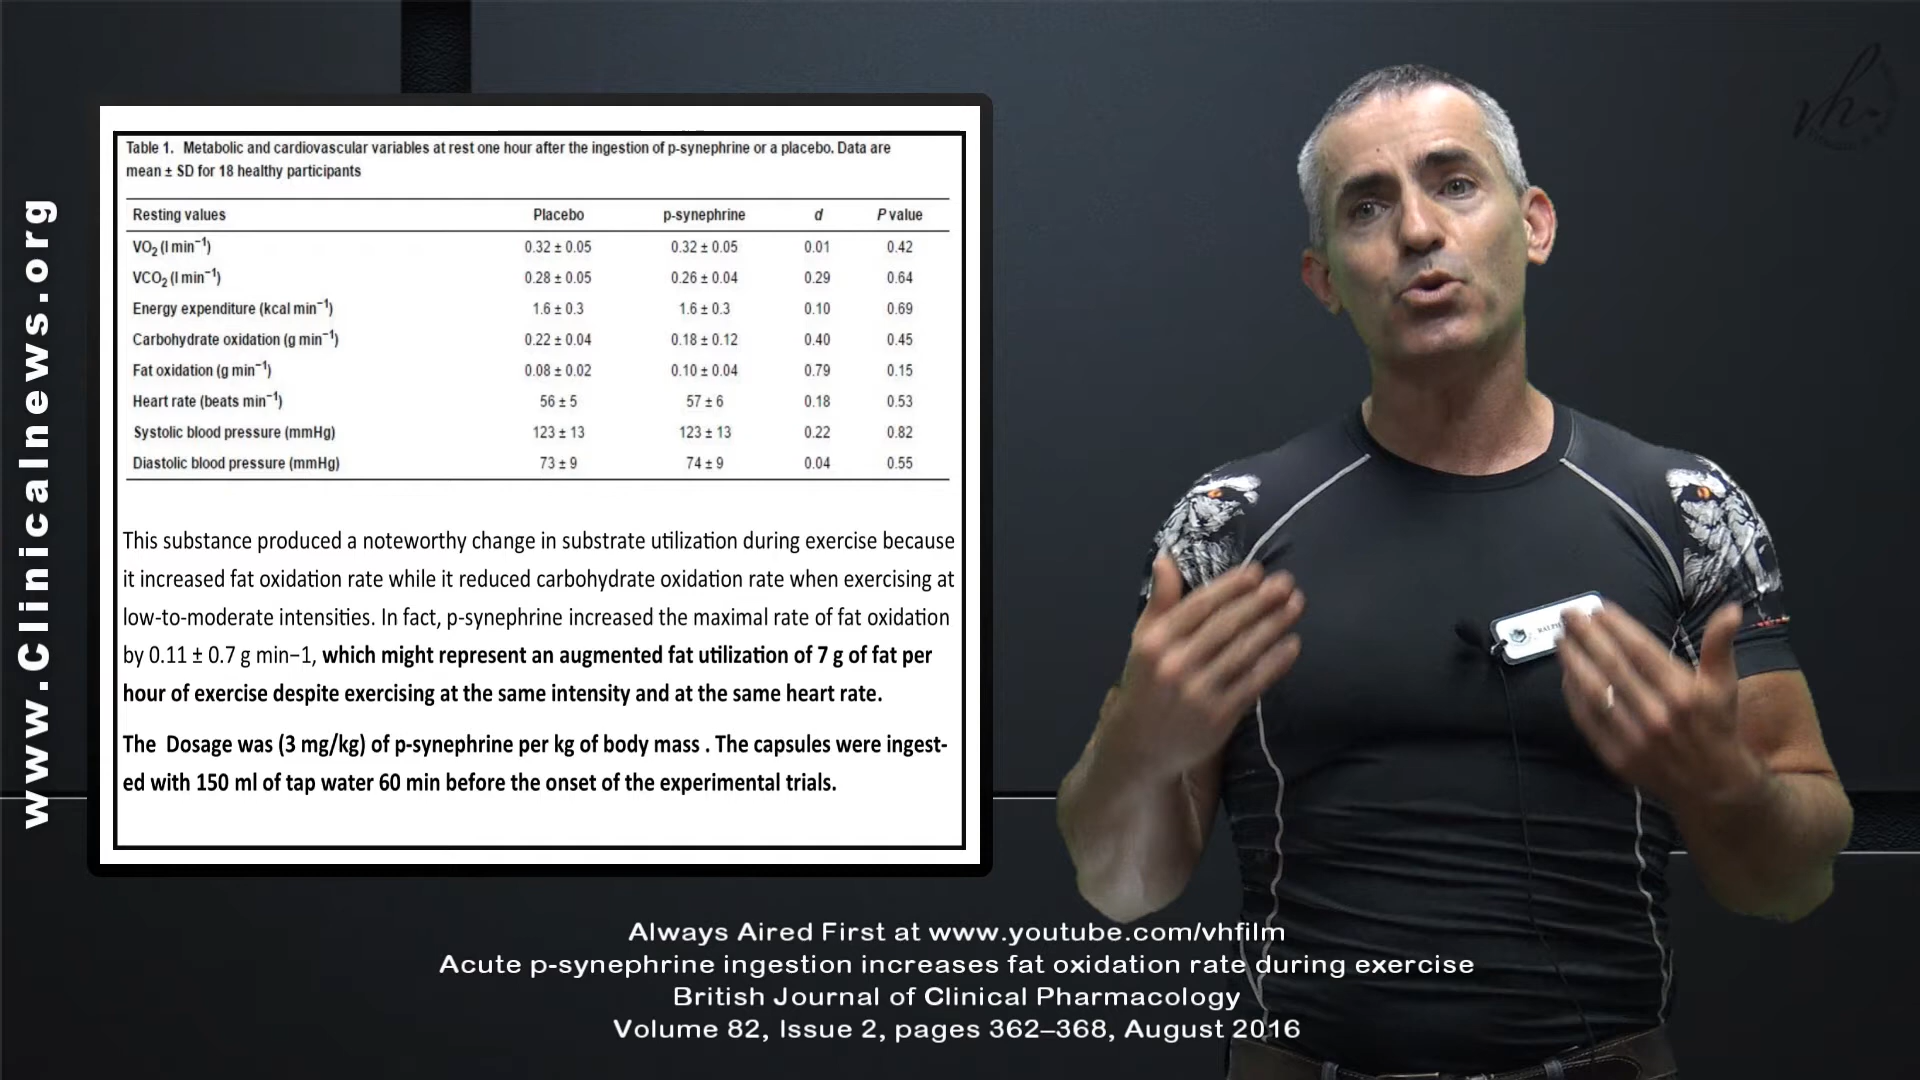 www.Clinicalnews.org
Table 1. Metabolic and cardiovascular variables at rest one hour after the ingestion of p-synephrine or a placebo. Data are
mean ± SD for 18 healthy participants
Resting values Placebo p-synephrine d P value
VO₂ (l min⁻¹) 0.32 ± 0.05 0.32 ± 0.05 0.01 0.42
VCO₂ (l min⁻¹) 0.28 ± 0.05 0.26 ± 0.04 0.29 0.64
Energy expenditure (kcal min⁻¹) 1.6 ± 0.3 1.6 ± 0.3 0.10 0.69
Carbohydrate oxidation (g min⁻¹) 0.22 ± 0.04 0.18 ± 0.12 0.40 0.45
Fat oxidation (g min⁻¹) 0.08 ± 0.02 0.10 ± 0.04 0.79 0.15
Heart rate (beats min⁻¹) 56 ± 5 57 ± 6 0.18 0.53
Systolic blood pressure (mmHg) 123 ± 13 123 ± 13 0.22 0.82
Diastolic blood pressure (mmHg) 73 ± 9 74 ± 9 0.04 0.55
This substance produced a noteworthy change in substrate utilization during exercise because
it increased fat oxidation rate while it reduced carbohydrate oxidation rate when exercising at
low-to-moderate intensities. In fact, p-synephrine increased the maximal rate of fat oxidation
by 0.11 ± 0.7 g min−1, which might represent an augmented fat utilization of 7 g of fat per
hour of exercise despite exercising at the same intensity and at the same heart rate.
The Dosage was (3 mg/kg) of p-synephrine per kg of body mass . The capsules were ingest-
ed with 150 ml of tap water 60 min before the onset of the experimental trials.
vh
Always Aired First at www.youtube.com/vhfilm
Acute p-synephrine ingestion increases fat oxidation rate during exercise
British Journal of Clinical Pharmacology
Volume 82, Issue 2, pages 362–368, August 2016